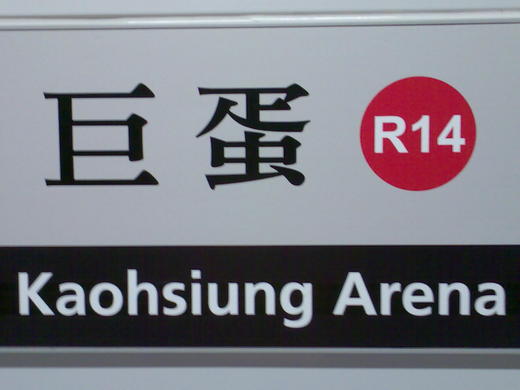 巨蛋 R14
Kaohsiung Arena